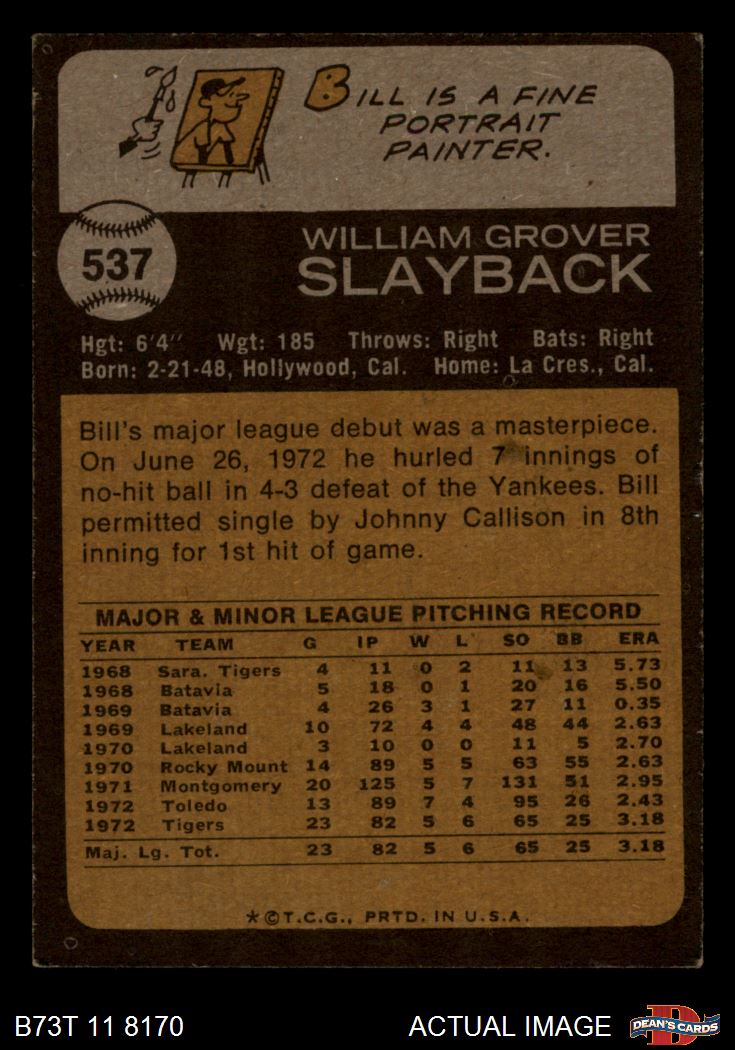 BILL IS A FINE
PORTRAIT
PAINTER.
537
WILLIAM GROVER
SLAYBACK
Hgt: 6'4" Wgt: 185 Throws: Right Bats: Right
Born: 2-21-48, Hollywood, Cal. Home: La Cres., Cal.
Bill's major league debut was a masterpiece.
On June 26, 1972 he hurled 7 innings of
no-hit ball in 4-3 defeat of the Yankees. Bill
permitted single by Johnny Callison in 8th
inning for 1st hit of game.
MAJOR & MINOR LEAGUE PITCHING RECORD
YEAR TEAM G IP W L SO BB ERA
1968 Sara. Tigers 4 11 0 2 11 13 5.73
1968 Batavia 5 18 0 1 20 16 5.50
1969 Batavia 4 26 3 1 27 11 0.35
1969 Lakeland 10 72 4 4 48 44 2.63
1970 Lakeland 3 10 0 0 11 5 2.70
1970 Rocky Mount 14 89 5 5 63 55 2.63
1971 Montgomery 20 125 5 7 131 51 2.95
1972 Toledo 13 89 7 4 95 26 2.43
1972 Tigers 23 82 5 6 65 25 3.18
Maj. Lg. Tot. 23 82 5 6 65 25 3.18
*©T.C.G., PRTD. IN U.S.A.
B73T 11 8170 ACTUAL IMAGE D DEAN'S CARDS